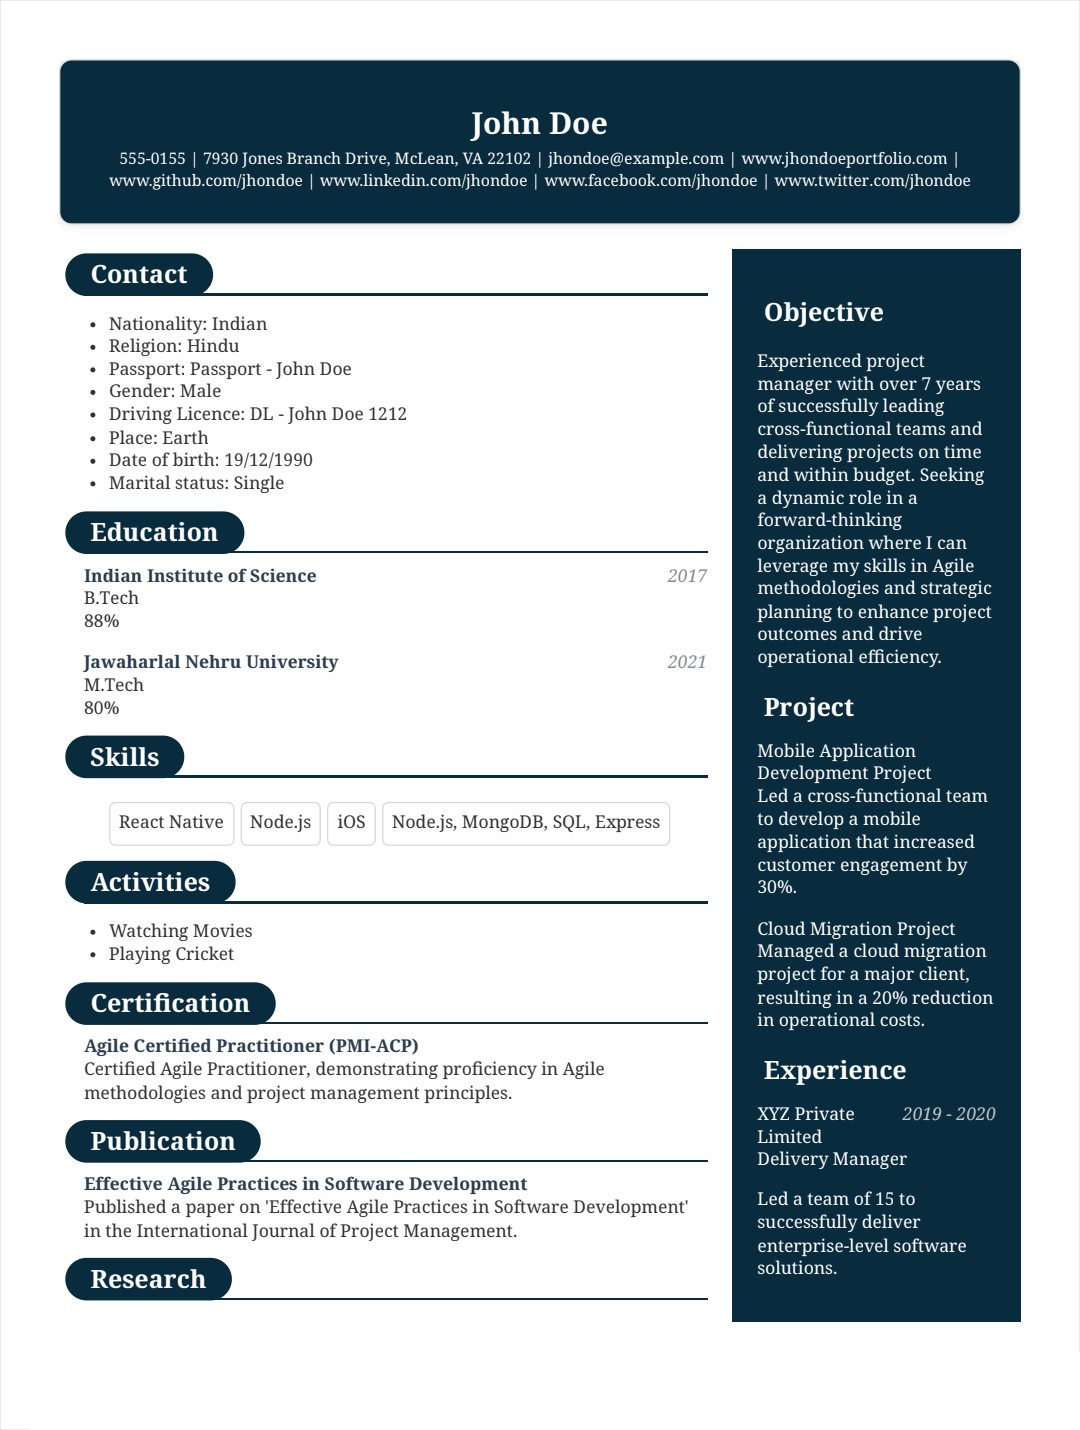 John Doe
555-0155 | 7930 Jones Branch Drive, McLean, VA 22102 | jhondoe@example.com | www.jhondoeportfolio.com |
www.github.com/jhondoe | www.linkedin.com/jhondoe | www.facebook.com/jhondoe | www.twitter.com/jhondoe
Contact
• Nationality: Indian
• Religion: Hindu
• Passport: Passport - John Doe
• Gender: Male
• Driving Licence: DL - John Doe 1212
• Place: Earth
• Date of birth: 19/12/1990
• Marital status: Single
Education
Indian Institute of Science 2017
B.Tech
88%
Jawaharlal Nehru University 2021
M.Tech
80%
Skills
React Native Node.js iOS Node.js, MongoDB, SQL, Express
Activities
• Watching Movies
• Playing Cricket
Certification
Agile Certified Practitioner (PMI-ACP)
Certified Agile Practitioner, demonstrating proficiency in Agile
methodologies and project management principles.
Publication
Effective Agile Practices in Software Development
Published a paper on 'Effective Agile Practices in Software Development'
in the International Journal of Project Management.
Research
Objective
Experienced project
manager with over 7 years
of successfully leading
cross-functional teams and
delivering projects on time
and within budget. Seeking
a dynamic role in a
forward-thinking
organization where I can
leverage my skills in Agile
methodologies and strategic
planning to enhance project
outcomes and drive
operational efficiency.
Project
Mobile Application
Development Project
Led a cross-functional team
to develop a mobile
application that increased
customer engagement by
30%.
Cloud Migration Project
Managed a cloud migration
project for a major client,
resulting in a 20% reduction
in operational costs.
Experience
XYZ Private 2019 - 2020
Limited
Delivery Manager
Led a team of 15 to
successfully deliver
enterprise-level software
solutions.